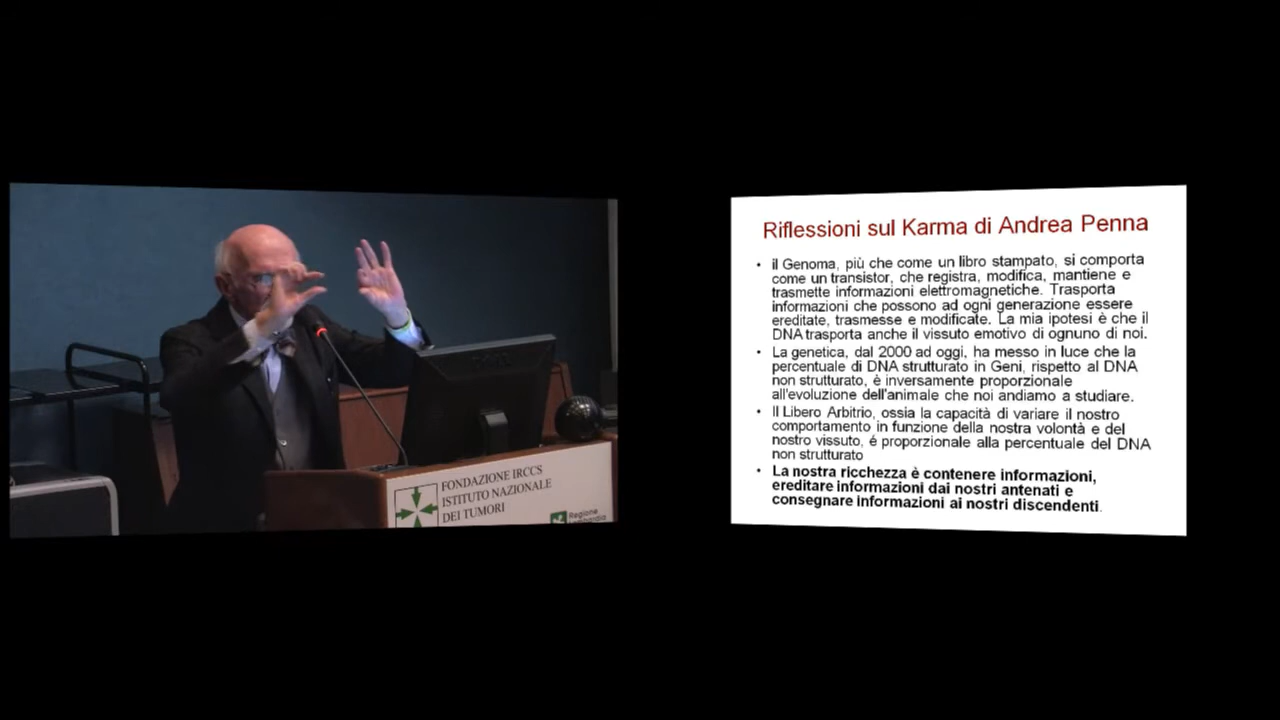 FONDAZIONE IRCCS
ISTITUTO NAZIONALE
DEI TUMORI
Regione
Lombardia
Riflessioni sul Karma di Andrea Penna
• il Genoma, più che come un libro stampato, si comporta
come un transistor, che registra, modifica, mantiene e
trasmette informazioni elettromagnetiche. Trasporta
informazioni che possono ad ogni generazione essere
ereditate, trasmesse e modificate. La mia ipotesi è che il
DNA trasporta anche il vissuto emotivo di ognuno di noi.
• La genetica, dal 2000 ad oggi, ha messo in luce che la
percentuale di DNA strutturato in Geni, rispetto al DNA
non strutturato, è inversamente proporzionale
all'evoluzione dell'animale che noi andiamo a studiare.
• Il Libero Arbitrio, ossia la capacità di variare il nostro
comportamento in funzione della nostra volontà e del
nostro vissuto, é proporzionale alla percentuale del DNA
non strutturato
• La nostra ricchezza è contenere informazioni,
ereditare informazioni dai nostri antenati e
consegnare informazioni ai nostri discendenti.